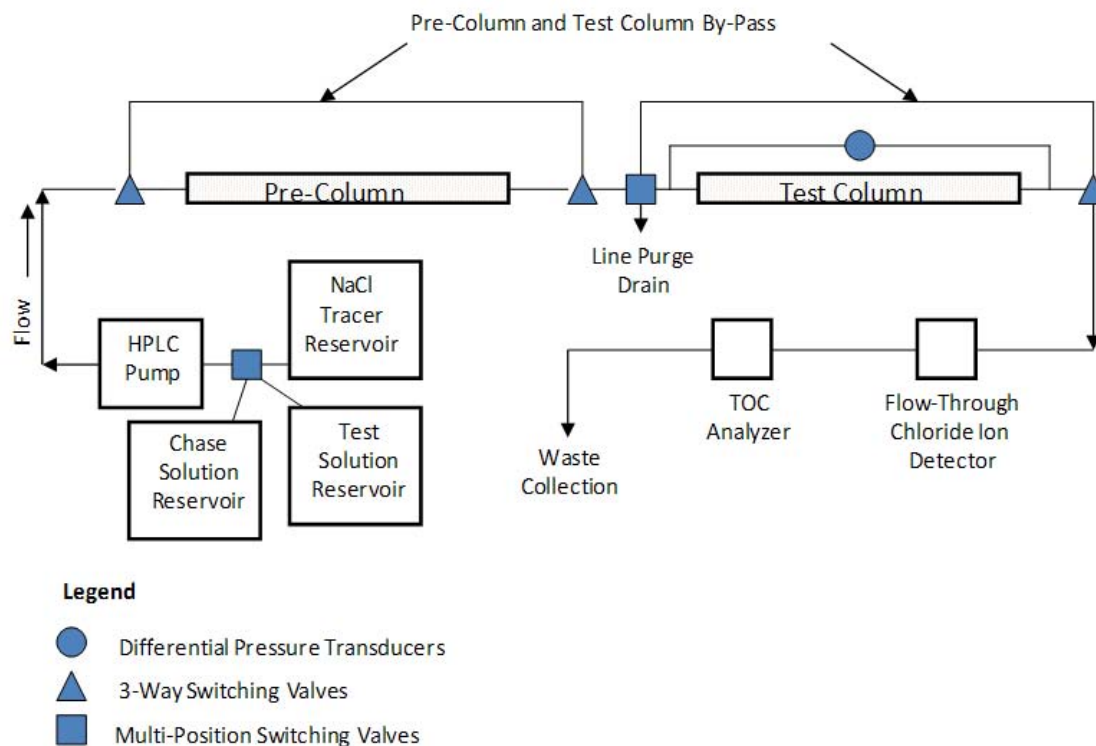 Pre-Column and Test Column By-Pass
Pre-Column
Test Column
Line Purge
Drain
Flow
HPLC
Pump
NaCl
Tracer
Reservoir
Chase
Solution
Reservoir
Test
Solution
Reservoir
Waste
Collection
TOC
Analyzer
Flow-Through
Chloride Ion
Detector
Legend
Differential Pressure Transducers
3-Way Switching Valves
Multi-Position Switching Valves